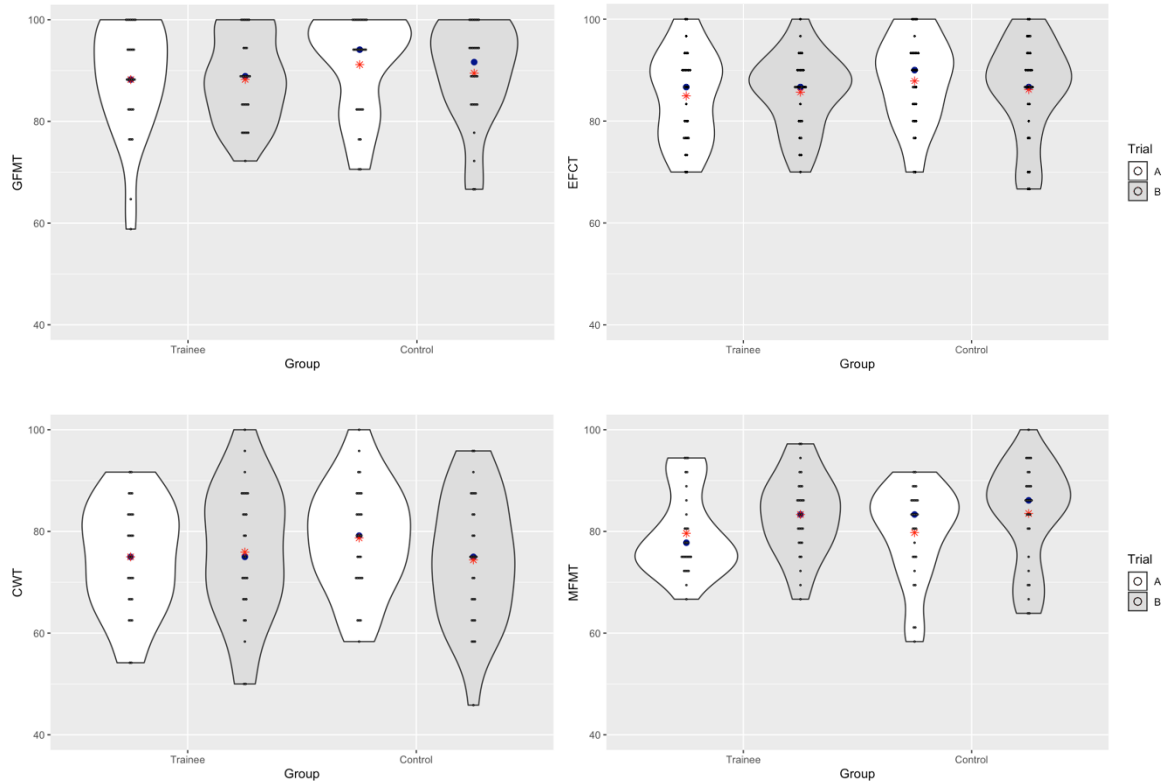 100
80
60
40
GFMT
Trainee
Control
Group
100
80
60
40
EFCT
Trainee
Control
Group
Trial
A
B
100
80
60
40
CWT
Trainee
Control
Group
100
80
60
40
MFMT
Trainee
Control
Group
Trial
A
B